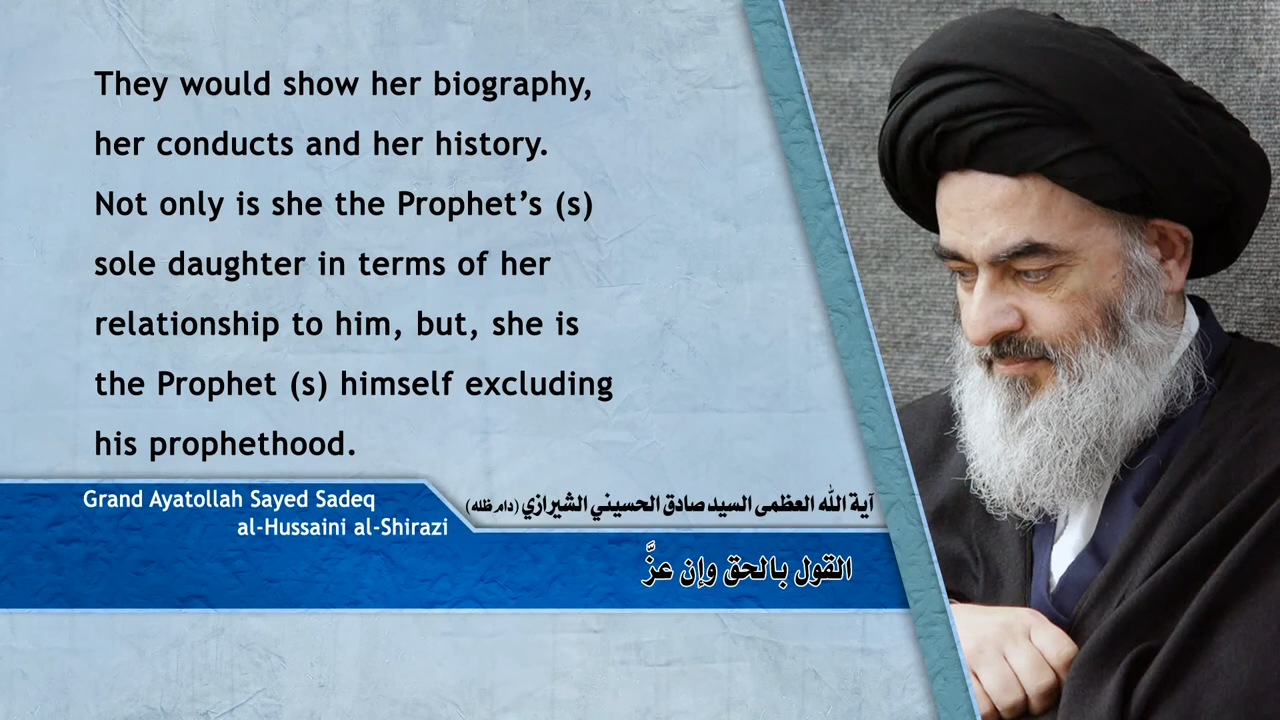 They would show her biography,
her conducts and her history.
Not only is she the Prophet’s (s)
sole daughter in terms of her
relationship to him, but, she is
the Prophet (s) himself excluding
his prophethood.
Grand Ayatollah Sayed Sadeq
al-Hussaini al-Shirazi
آية الله العظمى السيد صادق الحسيني الشيرازي (دام ظله)
القول بالحق وإن عزَّ